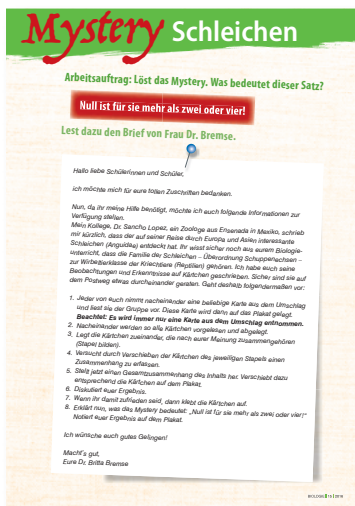 Mystery Schleichen
Arbeitsauftrag: Löst das Mystery. Was bedeutet dieser Satz?
Null ist für sie mehr als zwei oder vier!
Lest dazu den Brief von Frau Dr. Bremse.
Hallo liebe Schülerinnen und Schüler,
ich möchte mich für eure tollen Zuschriften bedanken.
Nun, da ihr meine Hilfe benötigt, möchte ich euch folgende Informationen zur
Verfügung stellen.
Mein Kollege, Dr. Sancho Lopez, ein Zoologe aus Ensenada in Mexiko, schrieb
mir kürzlich, dass der auf seiner Reise durch Europa und Asien interessante
Schleichen (Anguidae) entdeckt hat. Ihr wisst sicher noch aus eurem Biologie-
unterricht, dass die Familie der Schleichen – Überordnung Schuppenechsen –
zur Wirbeltierklasse der Kriechtiere (Reptilien) gehören. Ich habe euch seine
Beobachtungen und Erkenntnisse auf Kärtchen geschrieben. Sicher sind sie auf
dem Postweg etwas durcheinander geraten. Geht deshalb folgendermaßen vor:
1. Jeder von euch nimmt nacheinander eine beliebige Karte aus dem Umschlag
und liest sie der Gruppe vor. Diese Karte wird dann auf das Plakat gelegt.
Beachtet: Es wird immer nur eine Karte aus dem Umschlag entnommen.
2. Nacheinander werden so alle Kärtchen vorgelesen und abgelegt.
3. Legt die Kärtchen zueinander, die nach eurer Meinung zusammengehören
(Stapel bilden).
4. Versucht durch Verschieben der Kärtchen des jeweiligen Stapels einen
Zusammenhang zu erfassen.
5. Stellt jetzt einen Gesamtzusammenhang des Inhalts her. Verschiebt dazu
entsprechend die Kärtchen auf dem Plakat.
6. Diskutiert euer Ergebnis.
7. Wenn ihr damit zufrieden seid, dann klebt die Kärtchen auf.
8. Erklärt nun, was das Mystery bedeutet: „Null ist für sie mehr als zwei oder vier!“
Notiert euer Ergebnis auf dem Plakat.
Ich wünsche euch gutes Gelingen!
Macht's gut,
Eure Dr. Britta Bremse